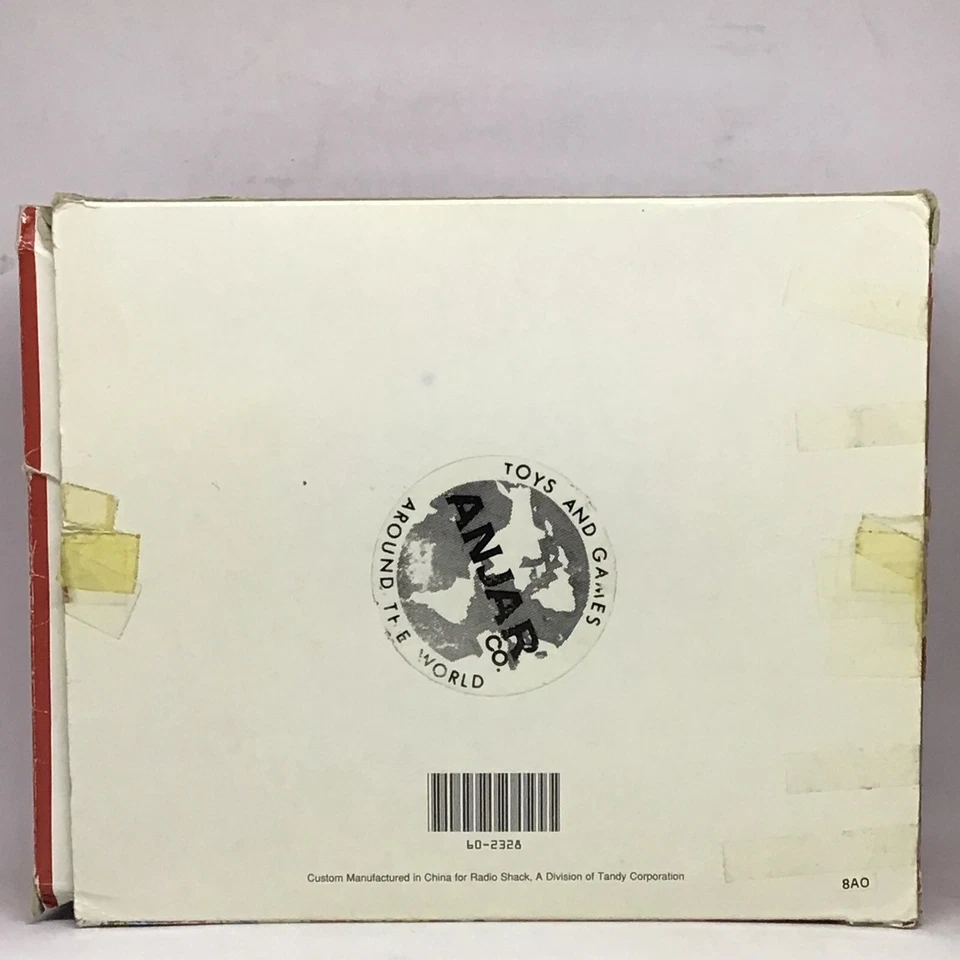 TOYS AND GAMES
AROUND THE WORLD
ANJAR
CO.
60-2328
Custom Manufactured in China for Radio Shack, A Division of Tandy Corporation
8A0